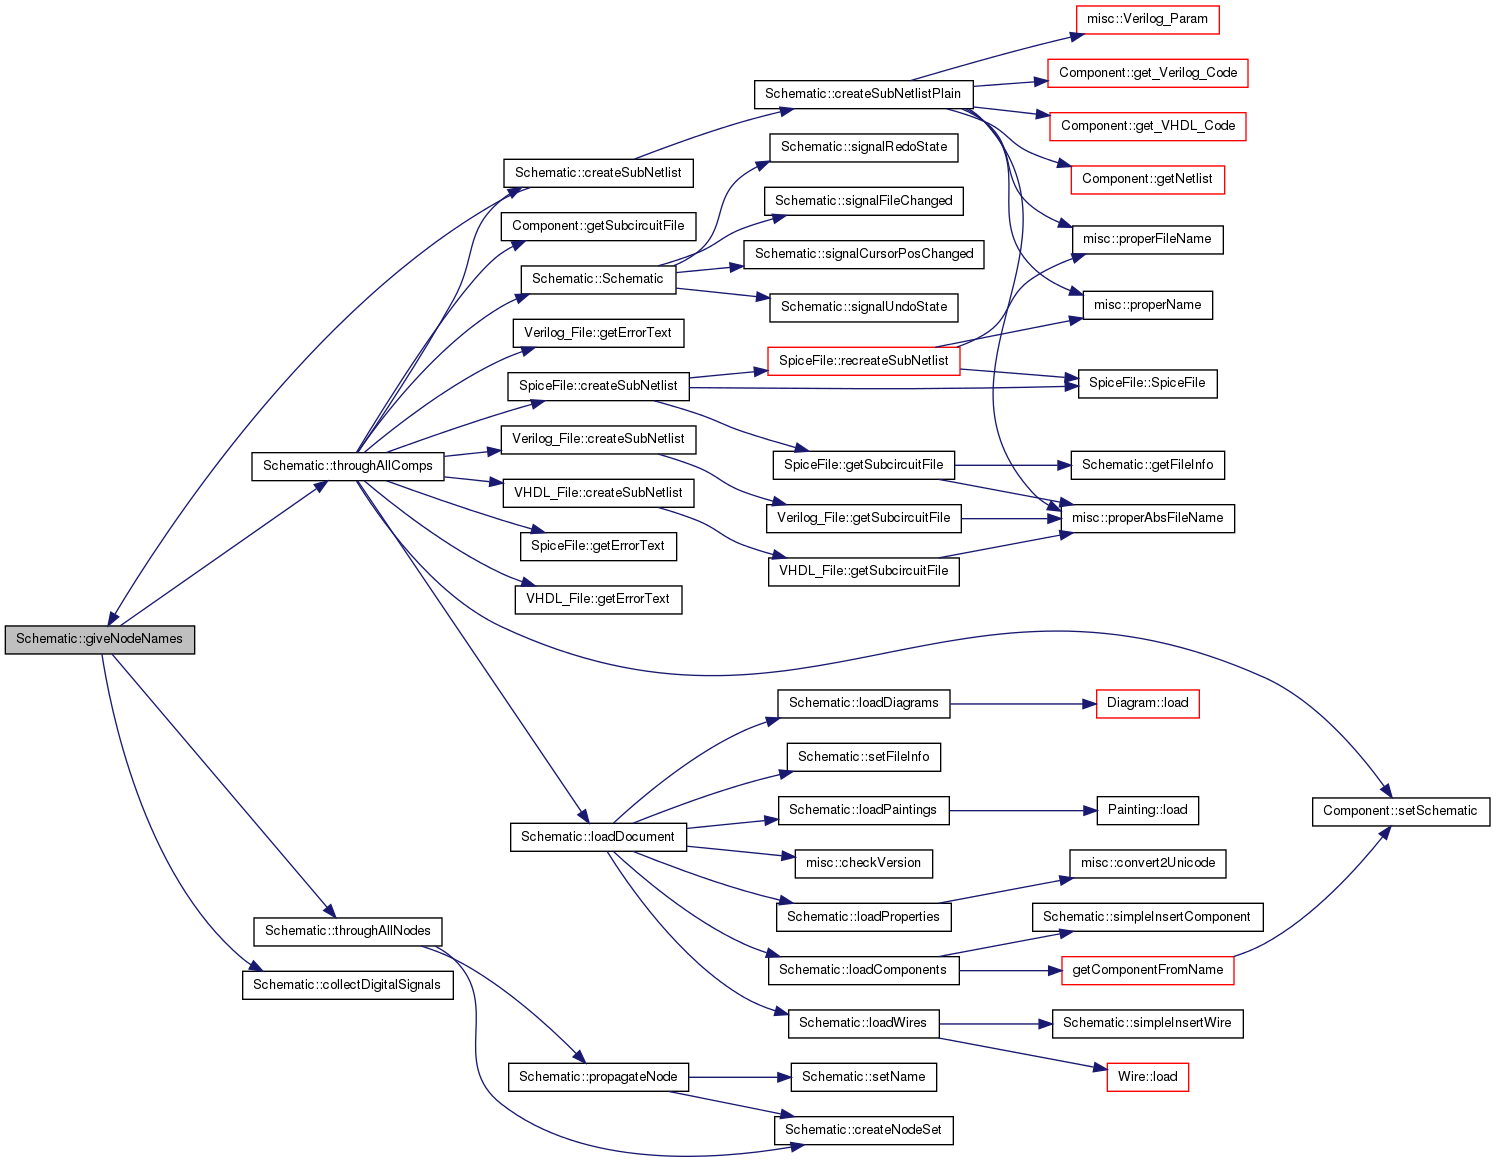 misc::Verilog_Param
Component::get_Verilog_Code
Schematic::createSubNetlistPlain
Component::get_VHDL_Code
Schematic::signalRedoState
Schematic::createSubNetlist
Component::getNetlist
Schematic::signalFileChanged
Component::getSubcircuitFile
misc::properFileName
Schematic::signalCursorPosChanged
Schematic::Schematic
misc::properName
Schematic::signalUndoState
Verilog_File::getErrorText
SpiceFile::recreateSubNetlist
SpiceFile::createSubNetlist
SpiceFile::SpiceFile
Verilog_File::createSubNetlist
Schematic::throughAllComps
SpiceFile::getSubcircuitFile
Schematic::getFileInfo
VHDL_File::createSubNetlist
Verilog_File::getSubcircuitFile
misc::properAbsFileName
SpiceFile::getErrorText
VHDL_File::getSubcircuitFile
VHDL_File::getErrorText
Schematic::giveNodeNames
Schematic::loadDiagrams
Diagram::load
Schematic::setFileInfo
Schematic::loadPaintings
Painting::load
Component::setSchematic
Schematic::loadDocument
misc::checkVersion
misc::convert2Unicode
Schematic::loadProperties
Schematic::simpleInsertComponent
Schematic::throughAllNodes
Schematic::loadComponents
getComponentFromName
Schematic::collectDigitalSignals
Schematic::loadWires
Schematic::simpleInsertWire
Schematic::propagateNode
Schematic::setName
Wire::load
Schematic::createNodeSet